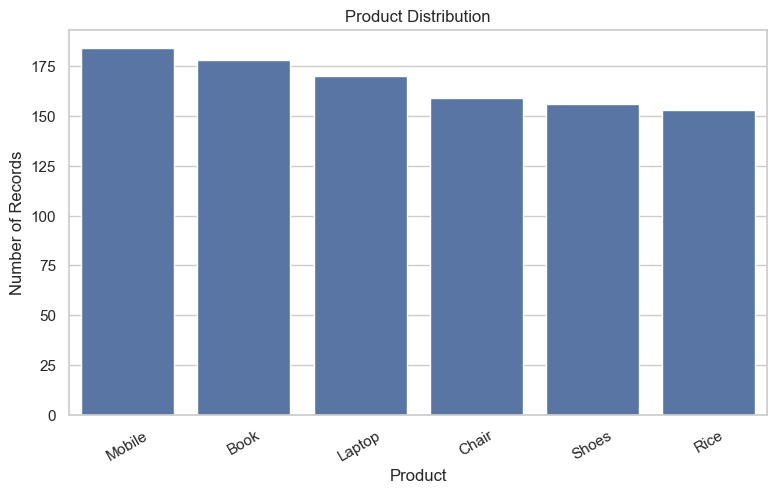 Product Distribution
Number of Records
175
150
125
100
75
50
25
0
Mobile
Book
Laptop
Chair
Shoes
Rice
Product